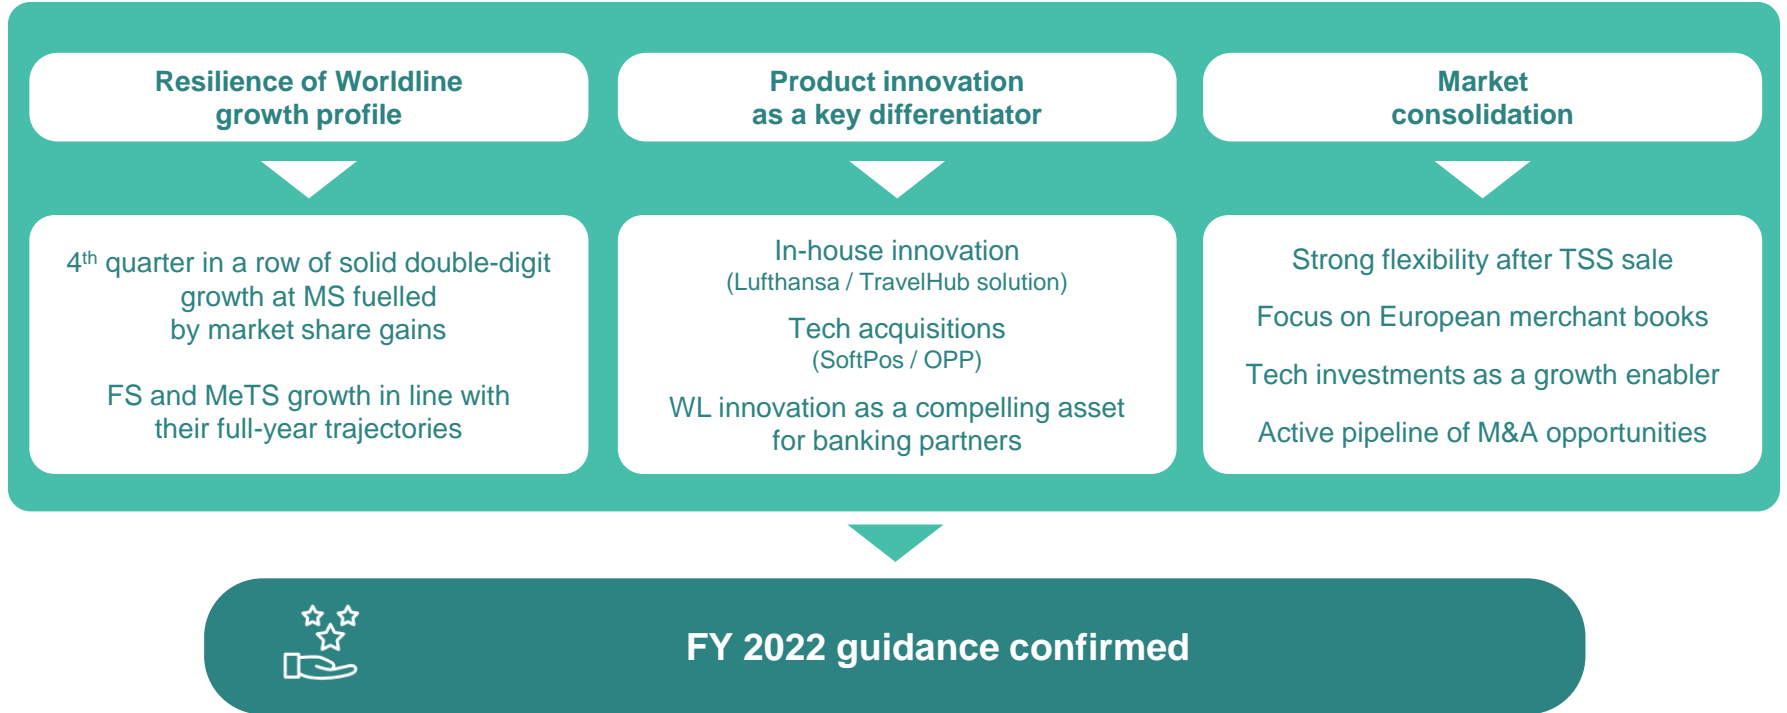 Resilience of Worldline
growth profile
4th quarter in a row of solid double-digit
growth at MS fuelled
by market share gains
FS and MeTS growth in line with
their full-year trajectories
Product innovation
as a key differentiator
In-house innovation
(Lufthansa / TravelHub solution)
Tech acquisitions
(SoftPos / OPP)
WL innovation as a compelling asset
for banking partners
Market
consolidation
Strong flexibility after TSS sale
Focus on European merchant books
Tech investments as a growth enabler
Active pipeline of M&A opportunities
FY 2022 guidance confirmed